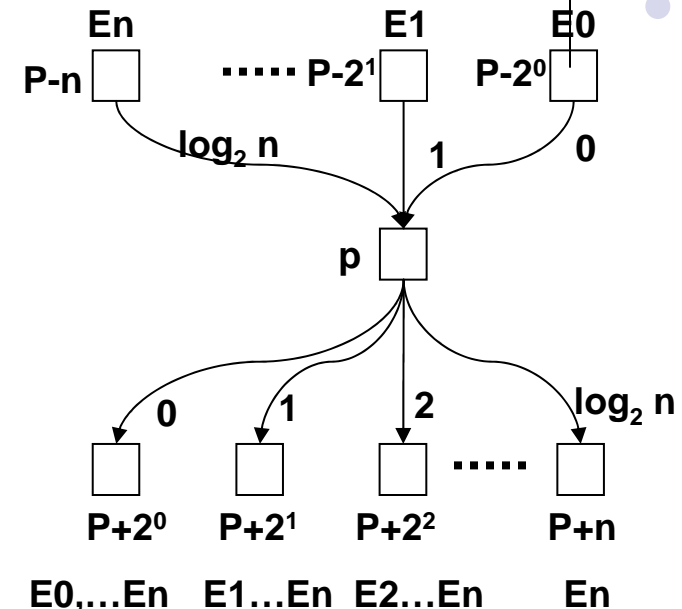 En E1 E0
P-n ...... P-2¹ P-2⁰
log₂ n 1 0
p
0 1 2 log₂ n
......
P+2⁰ P+2¹ P+2² P+n
E0,...En E1...En E2...En En